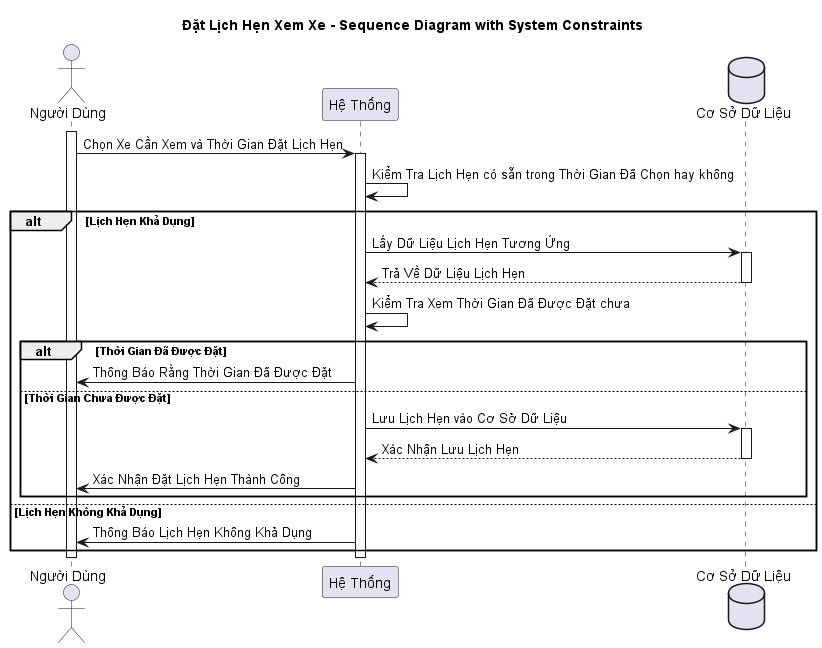 Đặt Lịch Hẹn Xem Xe - Sequence Diagram with System Constraints
Người Dùng
Hệ Thống
Cơ Sở Dữ Liệu
Chọn Xe Cần Xem và Thời Gian Đặt Lịch Hẹn
Kiểm Tra Lịch Hẹn có sẵn trong Thời Gian Đã Chọn hay không
alt
[Lịch Hẹn Khả Dụng]
Lấy Dữ Liệu Lịch Hẹn Tương Ứng
Trả Về Dữ Liệu Lịch Hẹn
Kiểm Tra Xem Thời Gian Đã Được Đặt chưa
alt
[Thời Gian Đã Được Đặt]
Thông Báo Rằng Thời Gian Đã Được Đặt
[Thời Gian Chưa Được Đặt]
Lưu Lịch Hẹn vào Cơ Sở Dữ Liệu
Xác Nhận Lưu Lịch Hẹn
Xác Nhận Đặt Lịch Hẹn Thành Công
[Lịch Hẹn Không Khả Dụng]
Thông Báo Lịch Hẹn Không Khả Dụng
Người Dùng
Hệ Thống
Cơ Sở Dữ Liệu